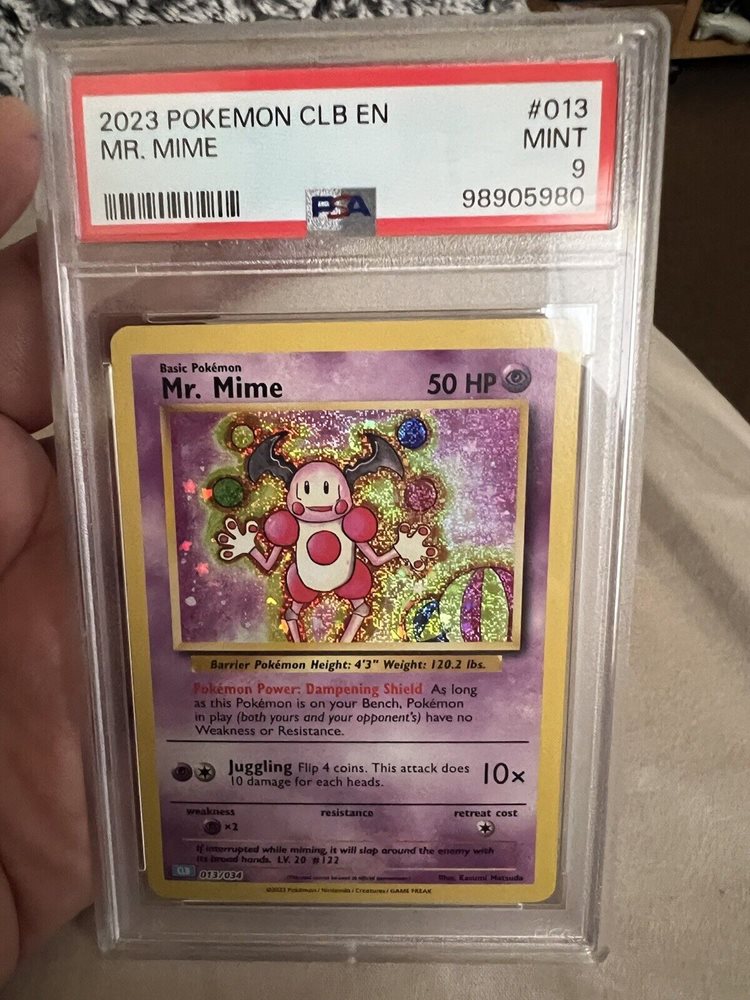 2023 POKEMON CLB EN #013
MR. MIME MINT
9
PSA 98905980
Basic Pokémon
Mr. Mime 50 HP
Barrier Pokémon Height: 4'3" Weight: 120.2 lbs.
Pokémon Power: Dampening Shield As long
as this Pokémon is on your Bench, Pokémon
in play (both yours and your opponent's) have no
Weakness or Resistance.
Juggling Flip 4 coins. This attack does 10x
10 damage for each heads.
weakness resistance retreat cost
×2
If interrupted while miming, it will slap around the enemy with
its broad hands. LV. 20 #122
CLB 013/034 Illus. Kasumi Matsuda
©2023 Pokémon / Nintendo / Creatures / GAME FREAK